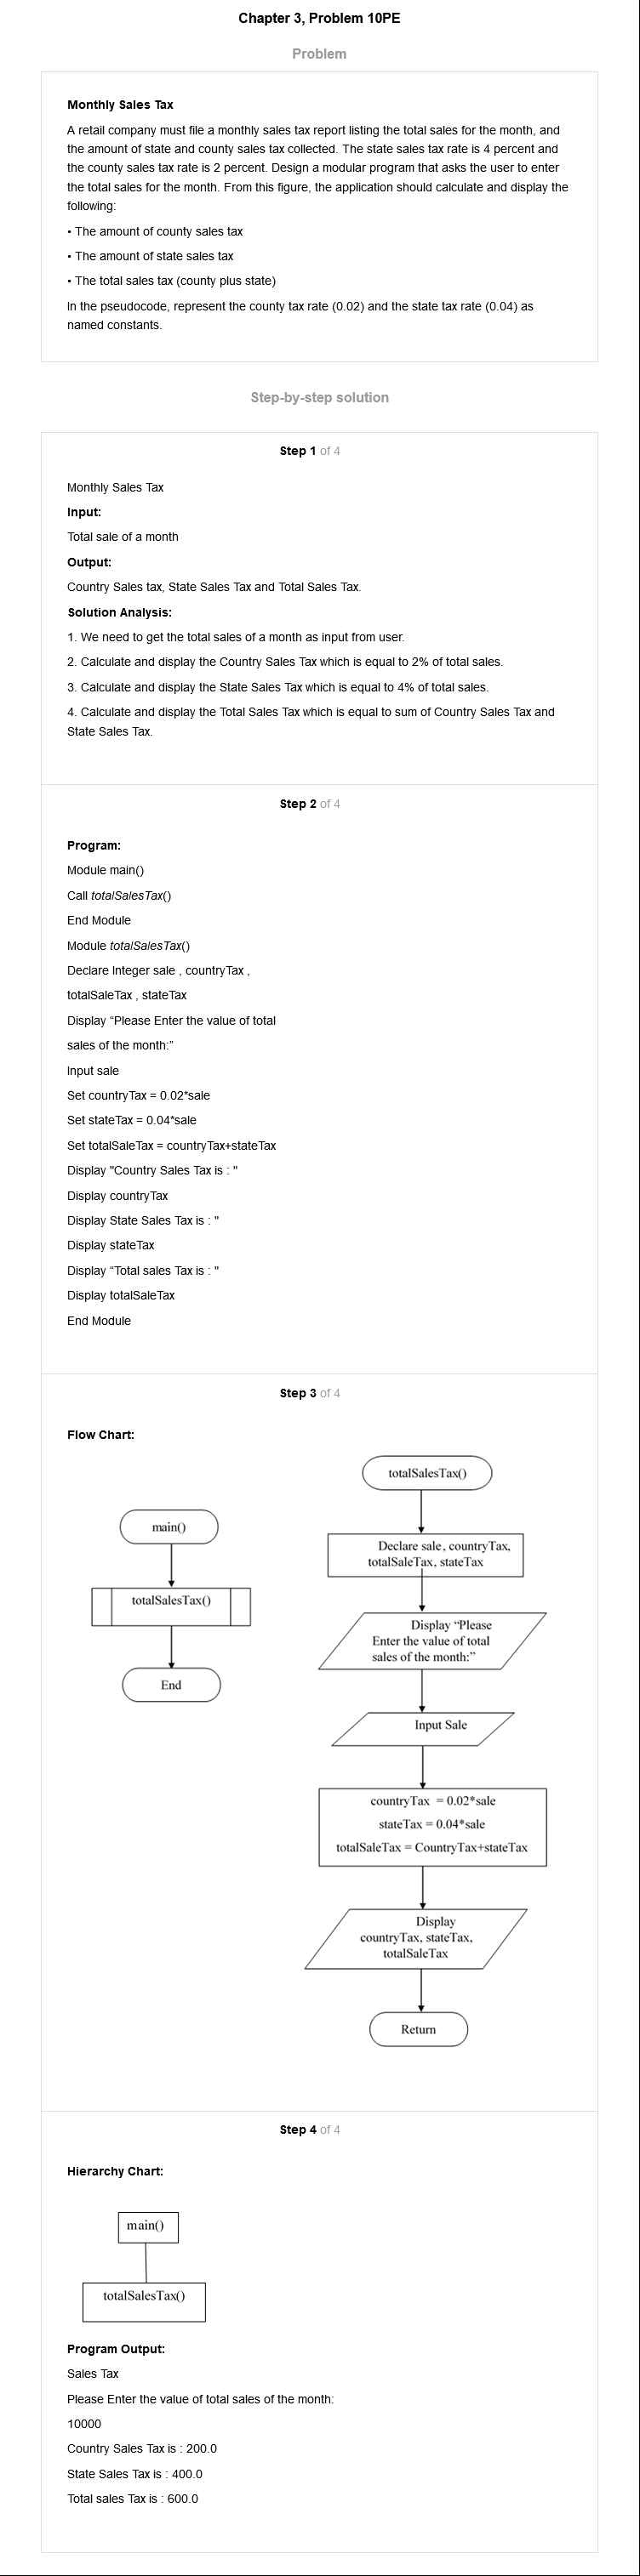 Chapter 3, Problem 10PE
Problem
Monthly Sales Tax
A retail company must file a monthly sales tax report listing the total sales for the month, and
the amount of state and county sales tax collected. The state sales tax rate is 4 percent and
the county sales tax rate is 2 percent. Design a modular program that asks the user to enter
the total sales for the month. From this figure, the application should calculate and display the
following:
• The amount of county sales tax
• The amount of state sales tax
• The total sales tax (county plus state)
In the pseudocode, represent the county tax rate (0.02) and the state tax rate (0.04) as
named constants.
Step-by-step solution
Step 1 of 4
Monthly Sales Tax
Input:
Total sale of a month
Output:
Country Sales tax, State Sales Tax and Total Sales Tax.
Solution Analysis:
1. We need to get the total sales of a month as input from user.
2. Calculate and display the Country Sales Tax which is equal to 2% of total sales.
3. Calculate and display the State Sales Tax which is equal to 4% of total sales.
4. Calculate and display the Total Sales Tax which is equal to sum of Country Sales Tax and
State Sales Tax.
Step 2 of 4
Program:
Module main()
Call totalSalesTax()
End Module
Module totalSalesTax()
Declare Integer sale , countryTax ,
totalSaleTax , stateTax
Display “Please Enter the value of total
sales of the month:”
Input sale
Set countryTax = 0.02*sale
Set stateTax = 0.04*sale
Set totalSaleTax = countryTax+stateTax
Display "Country Sales Tax is : "
Display countryTax
Display State Sales Tax is : "
Display stateTax
Display “Total sales Tax is : "
Display totalSaleTax
End Module
Step 3 of 4
Flow Chart:
main()
totalSalesTax()
End
totalSalesTax()
Declare sale, countryTax,
totalSaleTax, stateTax
Display “Please
Enter the value of total
sales of the month:”
Input Sale
countryTax = 0.02*sale
stateTax = 0.04*sale
totalSaleTax = CountryTax+stateTax
Display
countryTax, stateTax,
totalSaleTax
Return
Step 4 of 4
Hierarchy Chart:
main()
totalSalesTax()
Program Output:
Sales Tax
Please Enter the value of total sales of the month:
10000
Country Sales Tax is : 200.0
State Sales Tax is : 400.0
Total sales Tax is : 600.0